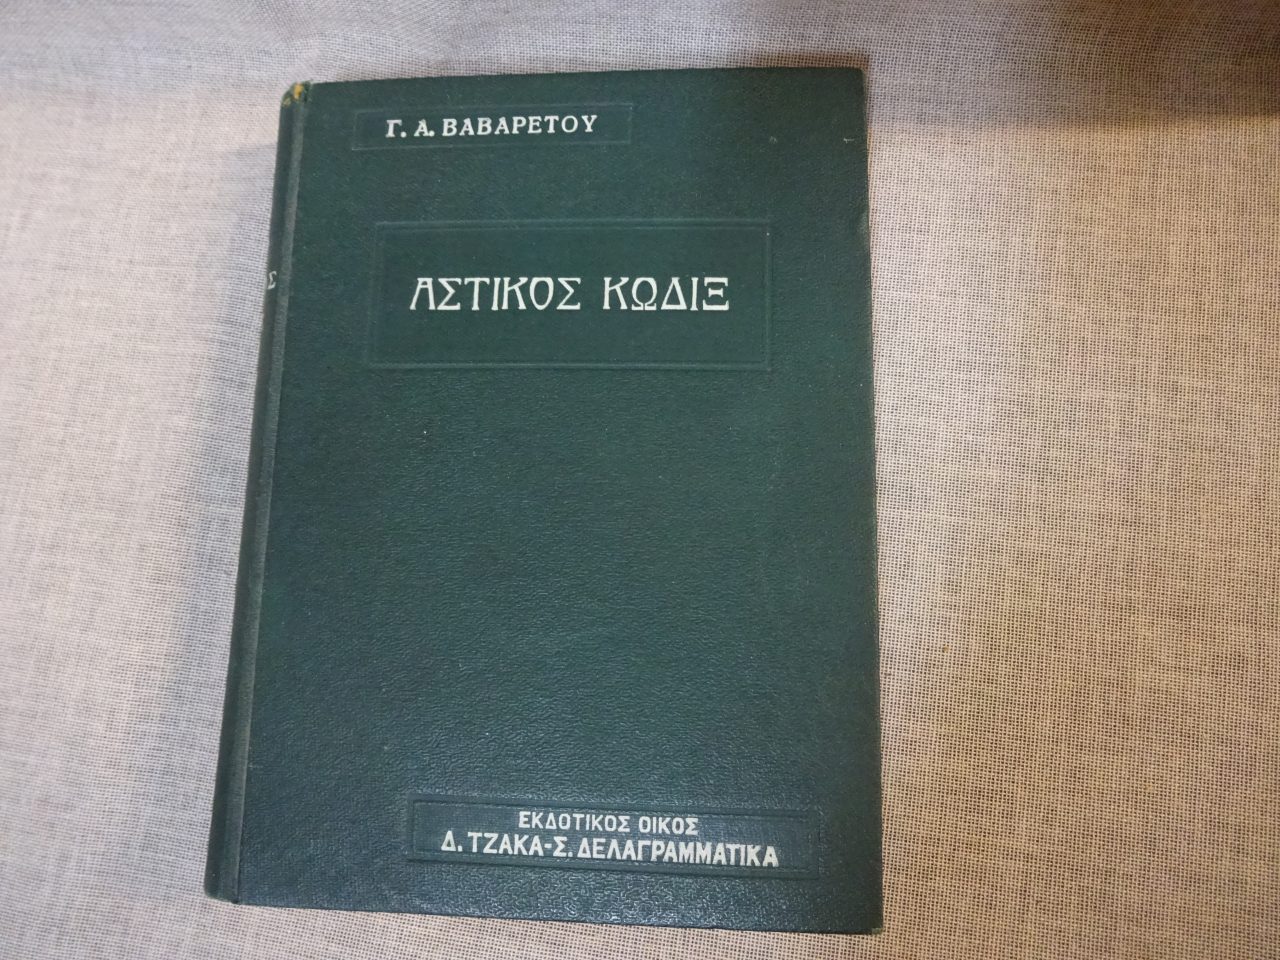 Γ. Α. ΒΑΒΑΡΕΤΟΥ
ΑΣΤΙΚΟΣ ΚΩΔΙΞ
ΕΚΔΟΤΙΚΟΣ ΟΙΚΟΣ
Δ. ΤΖΑΚΑ-Σ. ΔΕΛΑΓΡΑΜΜΑΤΙΚΑ
Σ